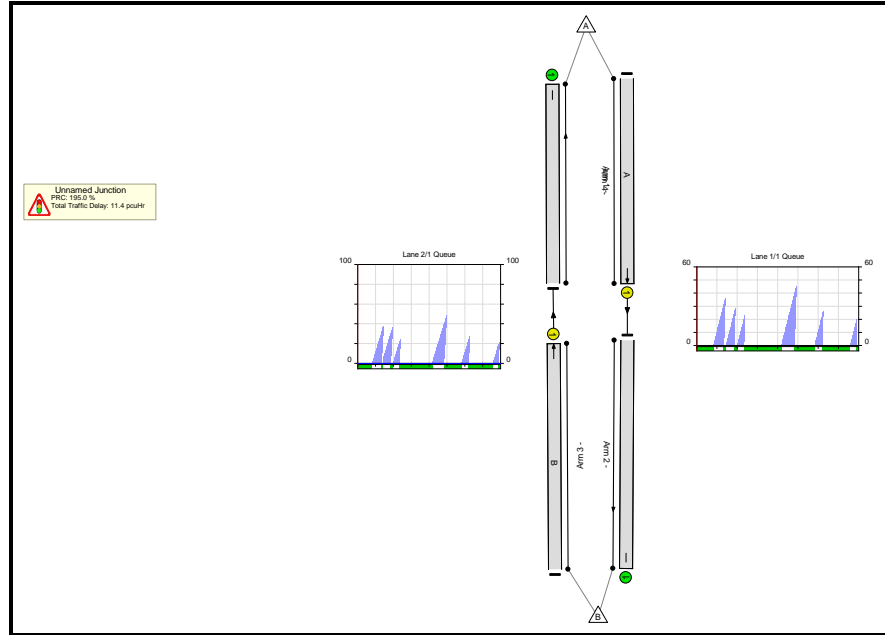 A
Unnamed Junction
PRC: 195.0 %
Total Traffic Delay: 11.4 pcuHr
A
Lane 2/1 Queue
100
100
0
0
Lane 1/1 Queue
60
60
0
0
B
Arm 3 -
Arm 2 -
B